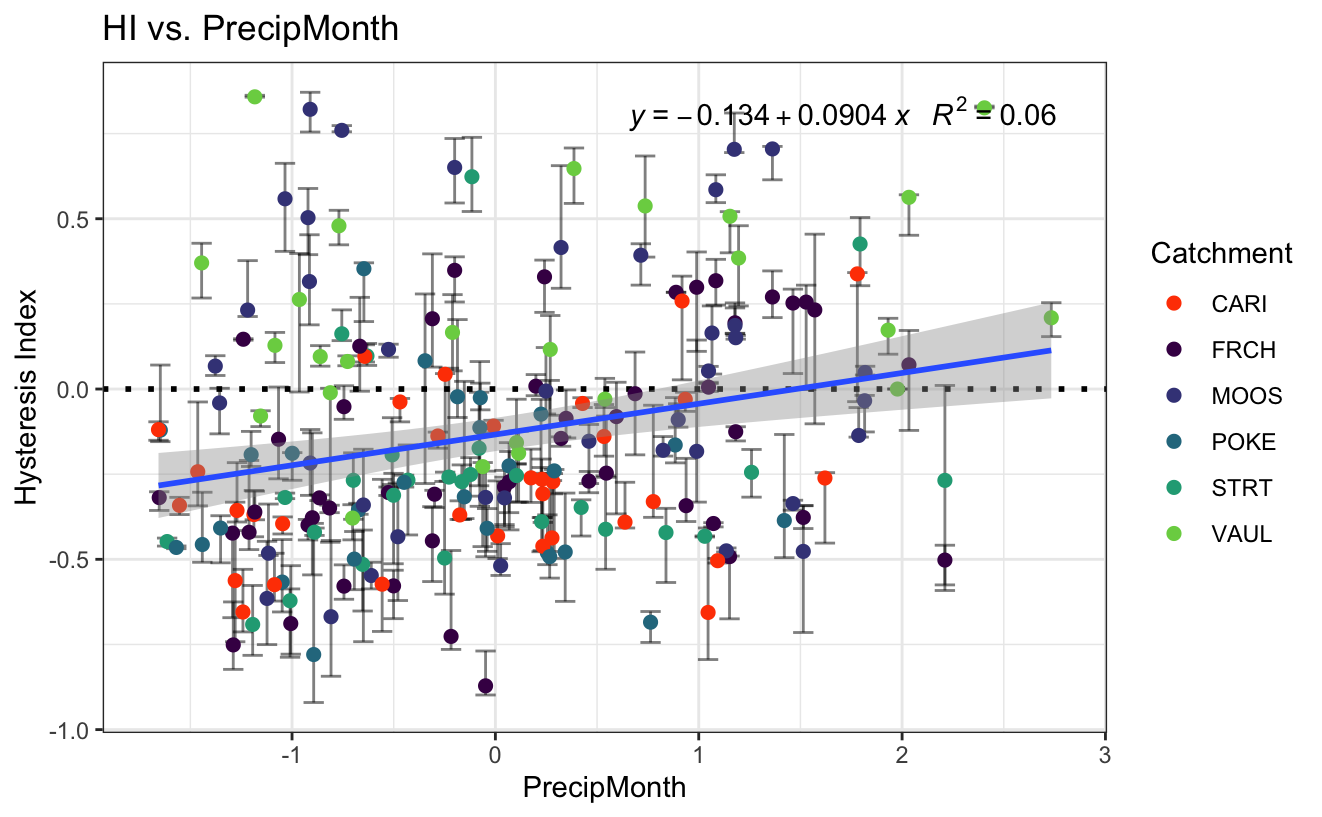 HI vs. PrecipMonth
y = −0.134 + 0.0904 x R² = 0.06
0.5
0.0
-0.5
-1.0
Hysteresis Index
-1 0 1 2 3
PrecipMonth
Catchment
CARI
FRCH
MOOS
POKE
STRT
VAUL